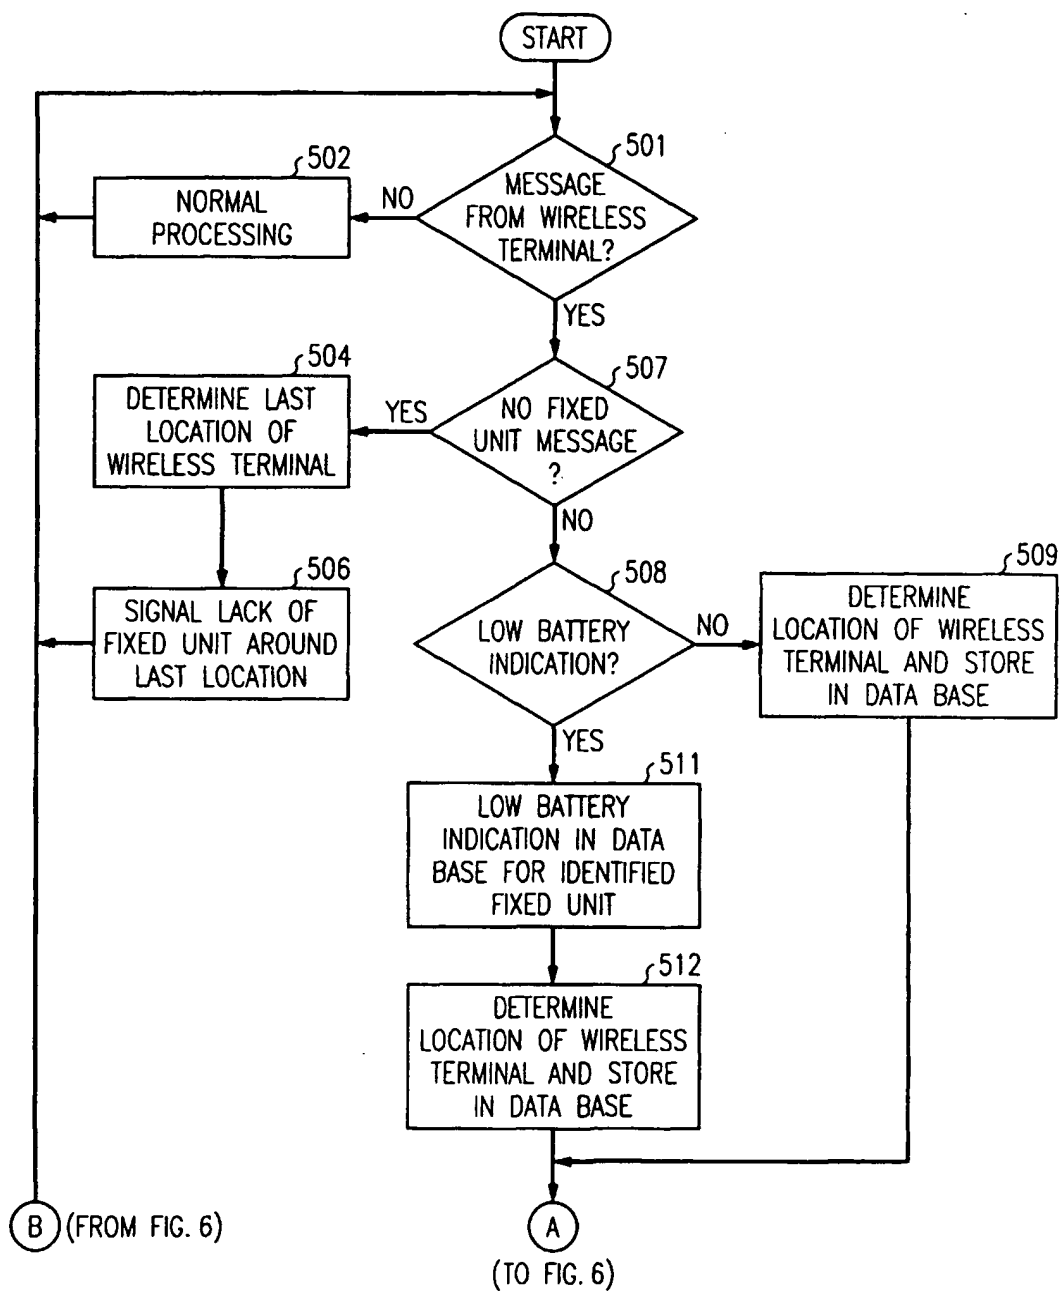 START
501
MESSAGE
FROM WIRELESS
TERMINAL?
NO
502
NORMAL
PROCESSING
YES
507
NO FIXED
UNIT MESSAGE
?
YES
504
DETERMINE LAST
LOCATION OF
WIRELESS TERMINAL
NO
506
SIGNAL LACK OF
FIXED UNIT AROUND
LAST LOCATION
508
LOW BATTERY
INDICATION?
NO
509
DETERMINE
LOCATION OF WIRELESS
TERMINAL AND STORE
IN DATA BASE
YES
511
LOW BATTERY
INDICATION IN DATA
BASE FOR IDENTIFIED
FIXED UNIT
512
DETERMINE
LOCATION OF WIRELESS
TERMINAL AND STORE
IN DATA BASE
B (FROM FIG. 6)
A
(TO FIG. 6)